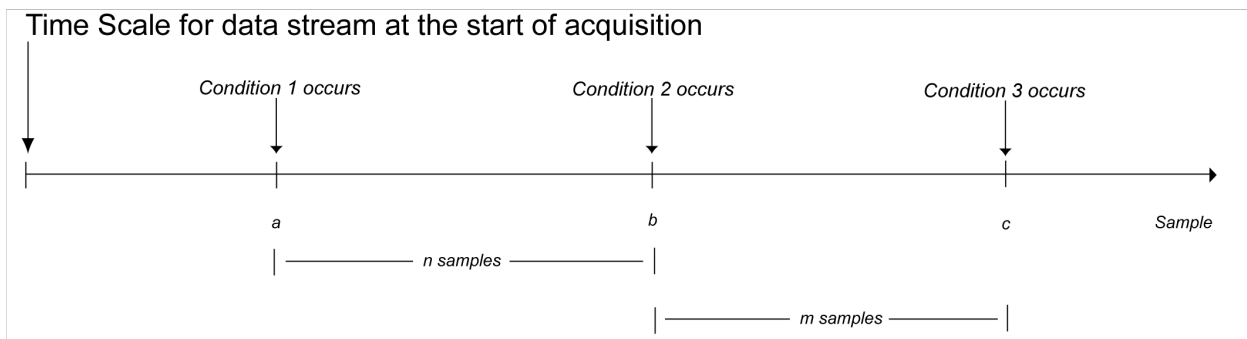 Time Scale for data stream at the start of acquisition
Condition 1 occurs
Condition 2 occurs
Condition 3 occurs
a
b
c
Sample
n samples
m samples